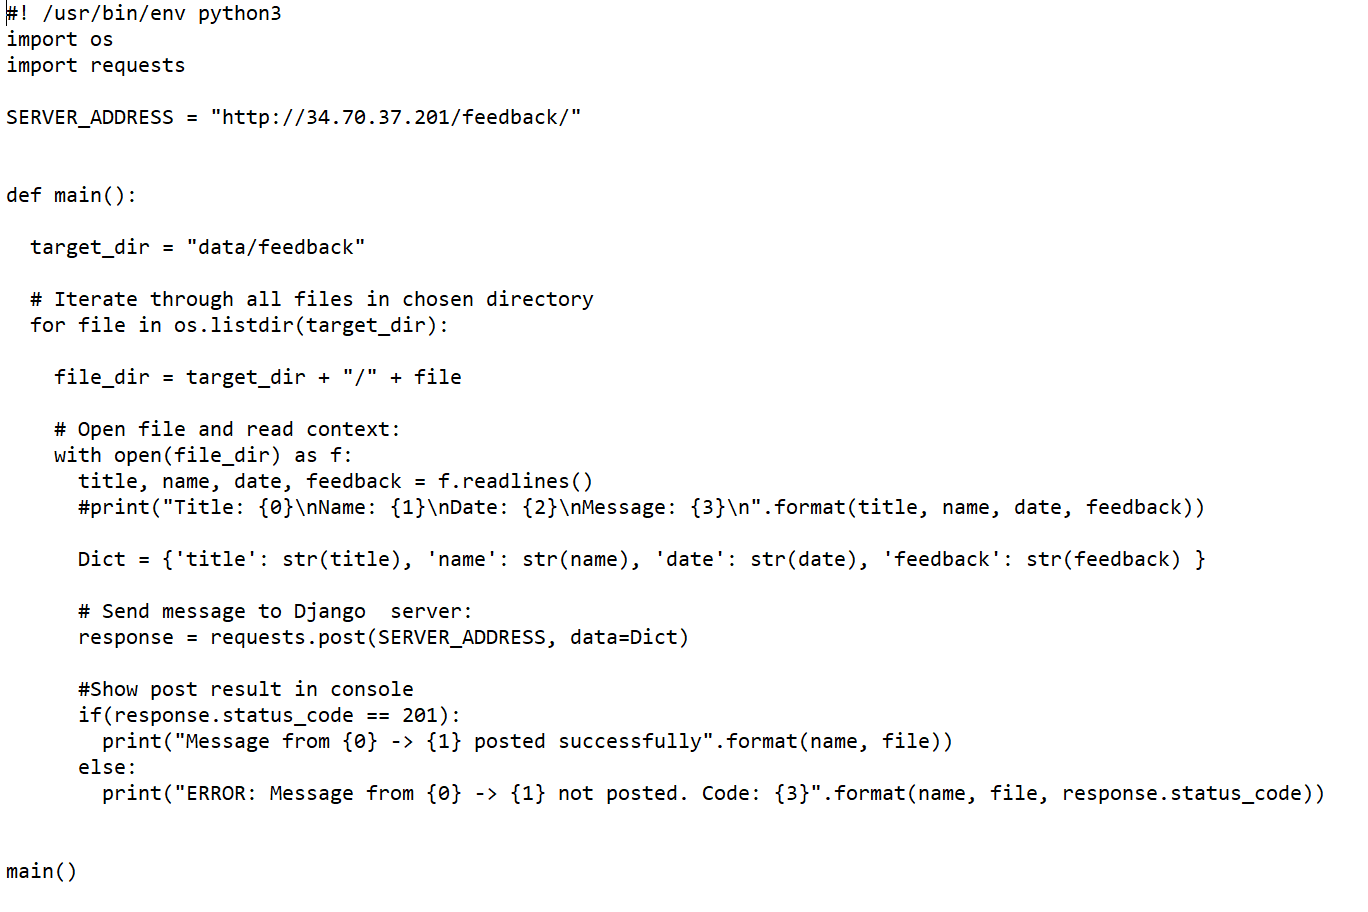 #! /usr/bin/env python3
import os
import requests

SERVER_ADDRESS = "http://34.70.37.201/feedback/"


def main():

  target_dir = "data/feedback"

  # Iterate through all files in chosen directory
  for file in os.listdir(target_dir):

    file_dir = target_dir + "/" + file

    # Open file and read context:
    with open(file_dir) as f:
      title, name, date, feedback = f.readlines()
      #print("Title: {0}\nName: {1}\nDate: {2}\nMessage: {3}\n".format(title, name, date, feedback))

      Dict = {'title': str(title), 'name': str(name), 'date': str(date), 'feedback': str(feedback) }

      # Send message to Django  server:
      response = requests.post(SERVER_ADDRESS, data=Dict)

      #Show post result in console
      if(response.status_code == 201):
        print("Message from {0} -> {1} posted successfully".format(name, file))
      else:
        print("ERROR: Message from {0} -> {1} not posted. Code: {3}".format(name, file, response.status_code))


main()